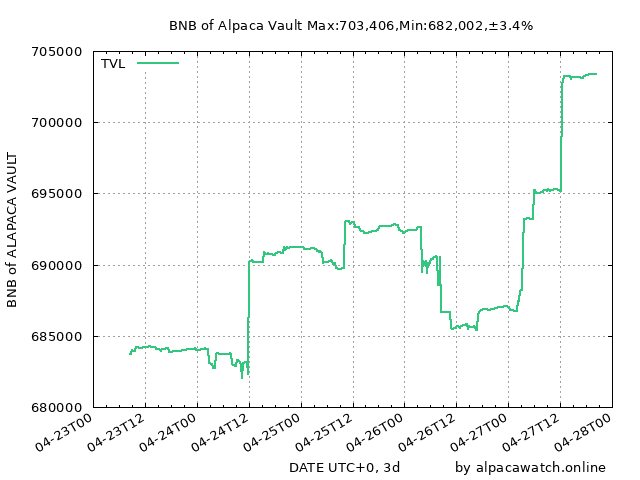 BNB of Alpaca Vault Max:703,406,Min:682,002,±3.4%
TVL
705000
700000
695000
690000
685000
680000
BNB of ALAPACA VAULT
04-23T00
04-23T12
04-24T00
04-24T12
04-25T00
04-25T12
04-26T00
04-26T12
04-27T00
04-27T12
04-28T00
DATE UTC+0, 3d
by alpacawatch.online